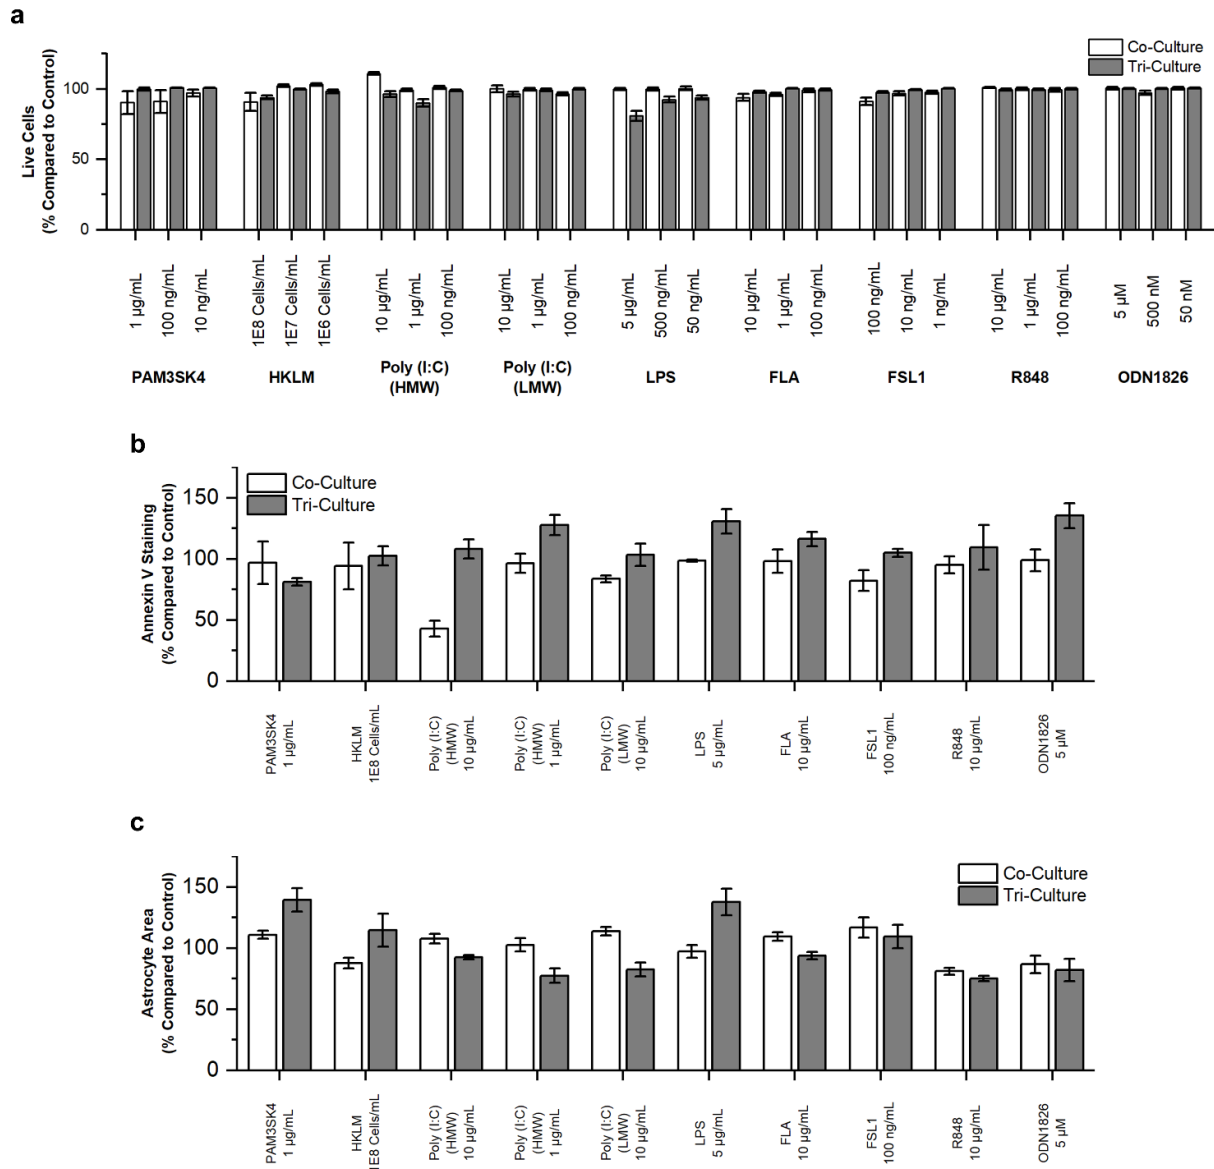 a
Co-Culture
Tri-Culture
Live Cells
(% Compared to Control)
100
50
0
1 µg/mL
100 ng/mL
10 ng/mL
1E8 Cells/mL
1E7 Cells/mL
1E6 Cells/mL
10 µg/mL
1 µg/mL
100 ng/mL
10 µg/mL
1 µg/mL
100 ng/mL
5 µg/mL
500 ng/mL
50 ng/mL
10 µg/mL
1 µg/mL
100 ng/mL
100 ng/mL
10 ng/mL
1 ng/mL
10 µg/mL
1 µg/mL
100 ng/mL
5 µM
500 nM
50 nM
PAM3SK4
HKLM
Poly (I:C)
(HMW)
Poly (I:C)
(LMW)
LPS
FLA
FSL1
R848
ODN1826
b
Co-Culture
Tri-Culture
Annexin V Staining
(% Compared to Control)
150
100
50
0
PAM3SK4
1 µg/mL
HKLM
1E8 Cells/mL
Poly (I:C)
(HMW)
10 µg/mL
Poly (I:C)
(HMW)
1 µg/mL
Poly (I:C)
(LMW)
10 µg/mL
LPS
5 µg/mL
FLA
10 µg/mL
FSL1
100 ng/mL
R848
10 µg/mL
ODN1826
5 µM
c
Co-Culture
Tri-Culture
Astrocyte Area
(% Compared to Control)
150
100
50
0
PAM3SK4
1 µg/mL
HKLM
1E8 Cells/mL
Poly (I:C)
(HMW)
10 µg/mL
Poly (I:C)
(HMW)
1 µg/mL
Poly (I:C)
(LMW)
10 µg/mL
LPS
5 µg/mL
FLA
10 µg/mL
FSL1
100 ng/mL
R848
10 µg/mL
ODN1826
5 µM